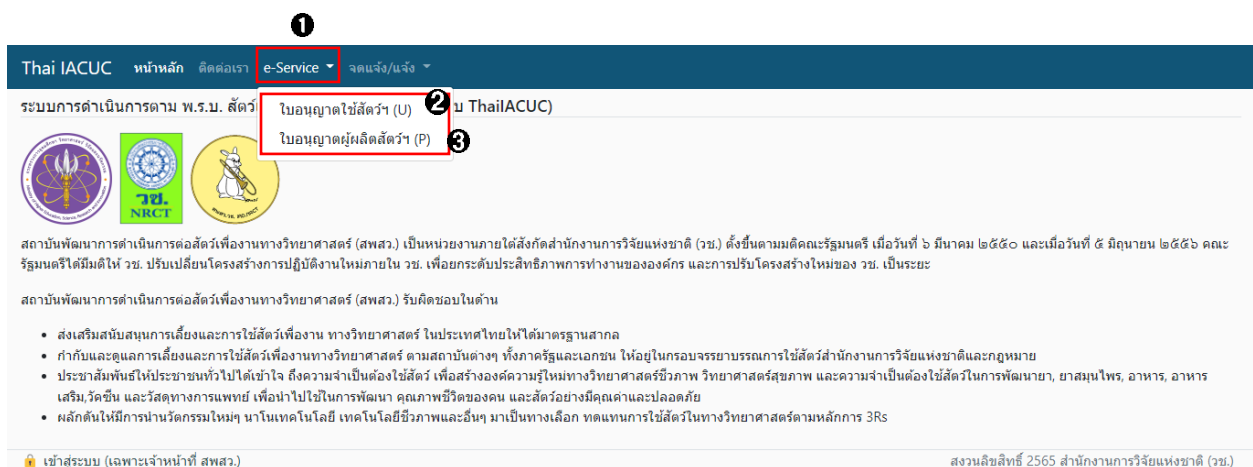 1
Thai IACUC หน้าหลัก ติดต่อเรา e-Service จดแจ้ง/แจ้ง
ระบบการดำเนินการตาม พ.ร.บ. สัตว์ บ ThaiIACUC)
ใบอนุญาตใช้สัตว์ฯ (U) 2
ใบอนุญาตผู้ผลิตสัตว์ฯ (P) 3
วช.
NRCT
สถาบันพัฒนาการดำเนินการต่อสัตว์เพื่องานทางวิทยาศาสตร์ (สพสว.) เป็นหน่วยงานภายใต้สังกัดสำนักงานการวิจัยแห่งชาติ (วช.) ตั้งขึ้นตามมติคณะรัฐมนตรี เมื่อวันที่ ๖ มีนาคม ๒๕๕๐ และเมื่อวันที่ ๕ มิถุนายน ๒๕๕๖ คณะ
รัฐมนตรีได้มีมติให้ วช. ปรับเปลี่ยนโครงสร้างการปฏิบัติงานใหม่ภายใน วช. เพื่อยกระดับประสิทธิภาพการทำงานขององค์กร และการปรับโครงสร้างใหม่ของ วช. เป็นระยะ
สถาบันพัฒนาการดำเนินการต่อสัตว์เพื่องานทางวิทยาศาสตร์ (สพสว.) รับผิดชอบในด้าน
• ส่งเสริมสนับสนุนการเลี้ยงและการใช้สัตว์เพื่องาน ทางวิทยาศาสตร์ ในประเทศไทยให้ได้มาตรฐานสากล
• กำกับและดูแลการเลี้ยงและการใช้สัตว์เพื่องานทางวิทยาศาสตร์ ตามสถาบันต่างๆ ทั้งภาครัฐและเอกชน ให้อยู่ในกรอบจรรยาบรรณการใช้สัตว์สำนักงานการวิจัยแห่งชาติและกฎหมาย
• ประชาสัมพันธ์ให้ประชาชนทั่วไปได้เข้าใจ ถึงความจำเป็นต้องใช้สัตว์ เพื่อสร้างองค์ความรู้ใหม่ทางวิทยาศาสตร์ชีวภาพ วิทยาศาสตร์สุขภาพ และความจำเป็นต้องใช้สัตว์ในการพัฒนายา, ยาสมุนไพร, อาหาร, อาหาร
เสริม,วัคซีน และวัสดุทางการแพทย์ เพื่อนำไปใช้ในการพัฒนา คุณภาพชีวิตของคน และสัตว์อย่างมีคุณค่าและปลอดภัย
• ผลักดันให้มีการนำนวัตกรรมใหม่ๆ นาโนเทคโนโลยี เทคโนโลยีชีวภาพและอื่นๆ มาเป็นทางเลือก ทดแทนการใช้สัตว์ในทางวิทยาศาสตร์ตามหลักการ 3Rs
เข้าสู่ระบบ (เฉพาะเจ้าหน้าที่ สพสว.) สงวนลิขสิทธิ์ 2565 สำนักงานการวิจัยแห่งชาติ (วช.)